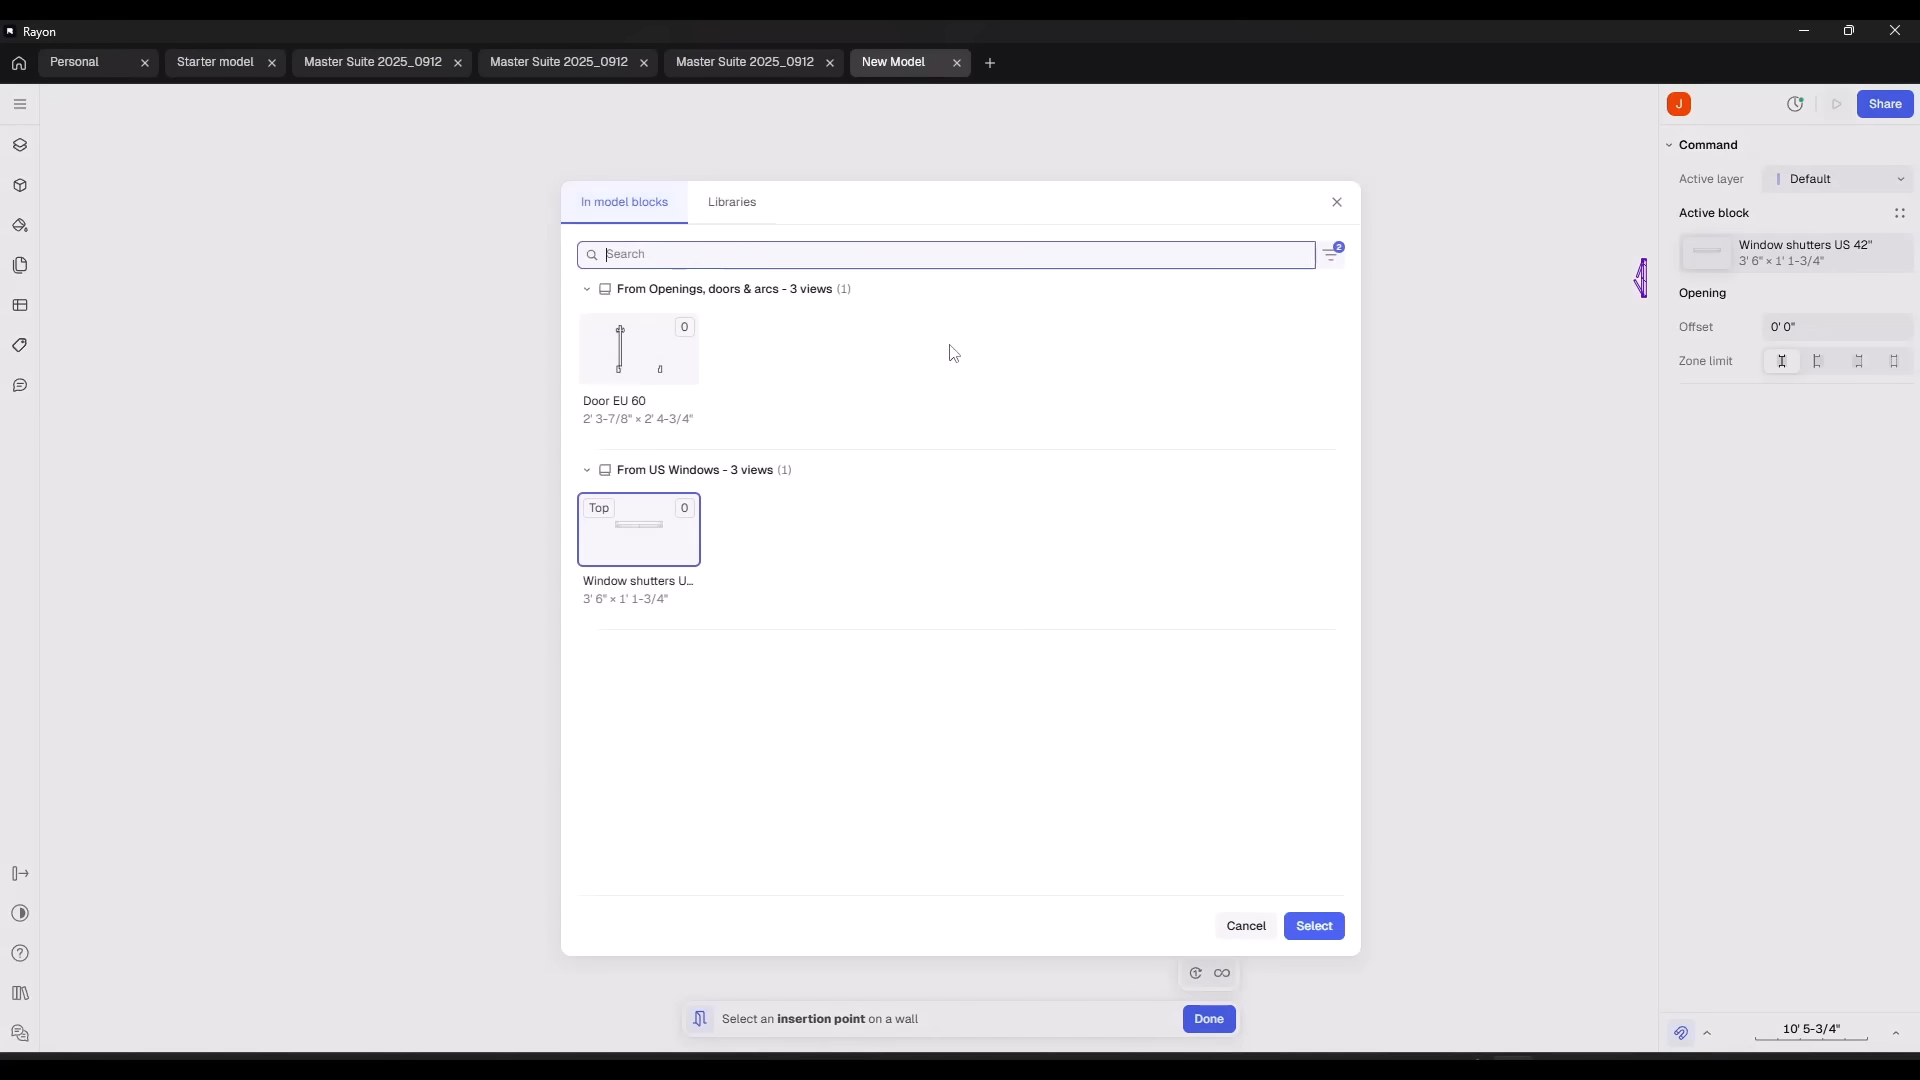 Rayon
Personal
Starter model
Master Suite 2025_0912
Master Suite 2025_0912
Master Suite 2025_0912
New Model
J
Share
Command
Active layer
Default
Active block
Window shutters US 42"
3' 6" × 1' 1-3/4"
Opening
Offset
0' 0"
Zone limit
In model blocks
Libraries
Search
2
From Openings, doors & arcs - 3 views (1)
0
Door EU 60
2' 3-7/8" × 2' 4-3/4"
From US Windows - 3 views (1)
Top
0
Window shutters U...
3' 6" × 1' 1-3/4"
Cancel
Select
Select an insertion point on a wall
Done
10' 5-3/4"